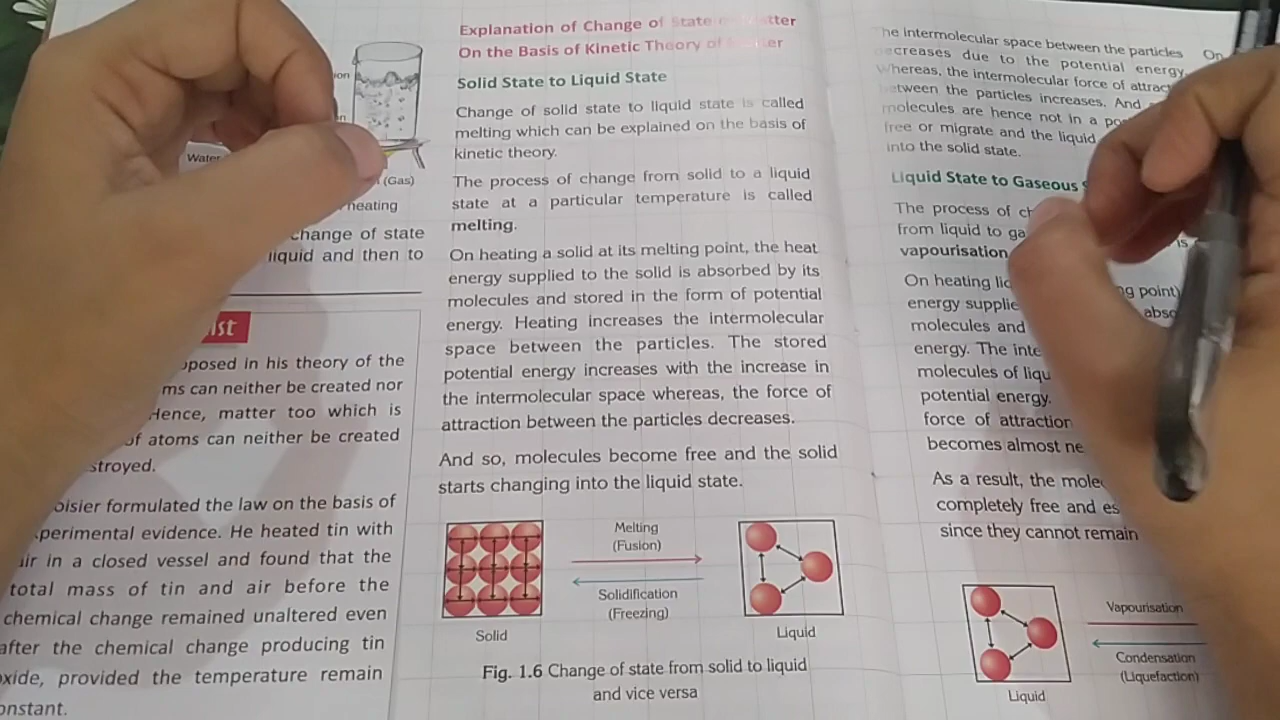 Water
(Gas)
heating
change of state
liquid and then to
posed in his theory of the
ms can neither be created nor
Hence, matter too which is
of atoms can neither be created
stroyed.
oisier formulated the law on the basis of
perimental evidence. He heated tin with
air in a closed vessel and found that the
total mass of tin and air before the
chemical change remained unaltered even
after the chemical change producing tin
oxide, provided the temperature remain
onstant.
Explanation of Change of State
On the Basis of Kinetic Theory of
Solid State to Liquid State
Change of solid state to liquid state is called
melting which can be explained on the basis of
kinetic theory.
The process of change from solid to a liquid
state at a particular temperature is called
melting.
On heating a solid at its melting point, the heat
energy supplied to the solid is absorbed by its
molecules and stored in the form of potential
energy. Heating increases the intermolecular
space between the particles. The stored
potential energy increases with the increase in
the intermolecular space whereas, the force of
attraction between the particles decreases.
And so, molecules become free and the solid
starts changing into the liquid state.
Melting
(Fusion)
Solidification
(Freezing)
Solid
Liquid
Fig. 1.6 Change of state from solid to liquid
and vice versa
he intermolecular space between the particles On
decreases due to the potential energy.
Whereas, the intermolecular force of attract
between the particles increases. And
molecules are hence not in a pos
free or migrate and the liquid
into the solid state.
Liquid State to Gaseous
The process of ch
from liquid to ga
vapourisation
On heating liq ng point)
energy supplie abso
molecules and
energy. The inte
molecules of liqu
potential energy.
force of attraction
becomes almost ne
As a result, the mole
completely free and es
since they cannot remain
Vapourisation
Condensation
(Liquefaction)
Liquid